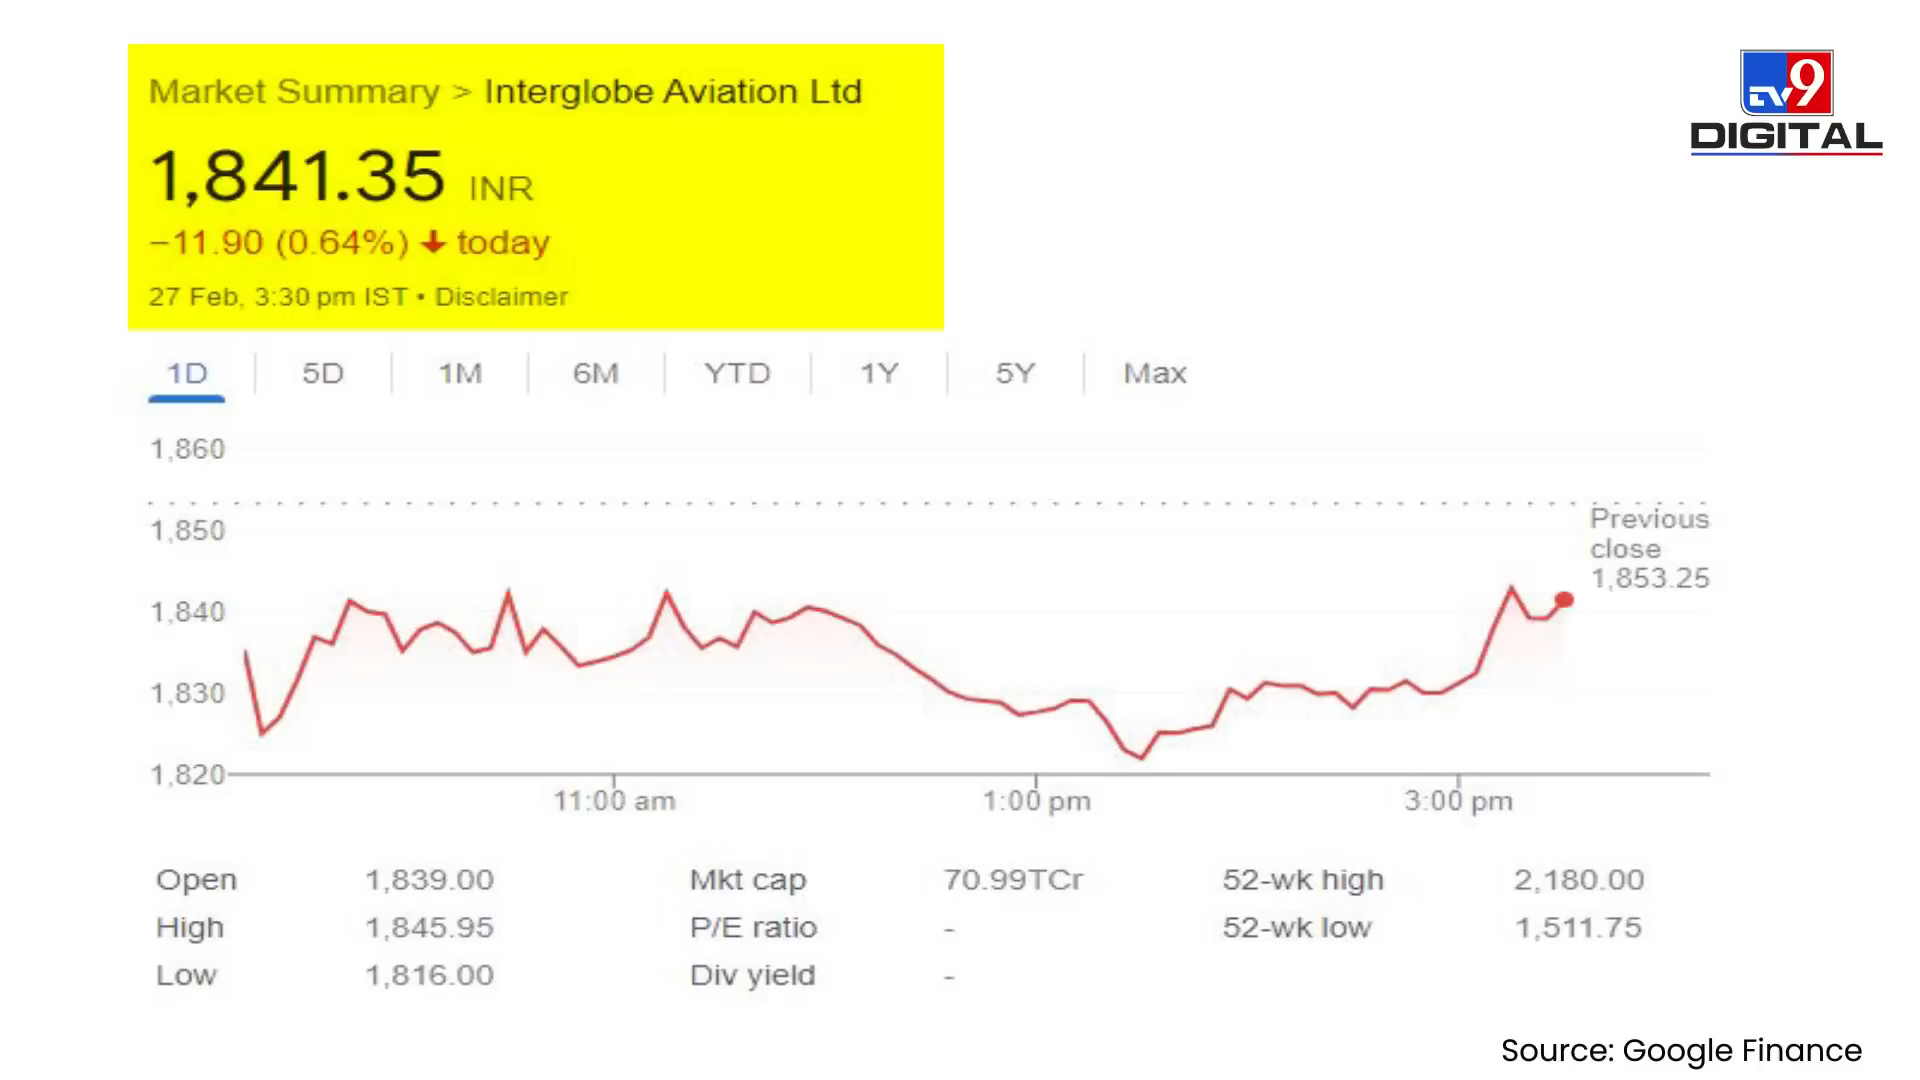 Market Summary > Interglobe Aviation Ltd
1,841.35 INR
−11.90 (0.64%) ↓ today
27 Feb, 3:30 pm IST • Disclaimer
TV9
DIGITAL
1D 5D 1M 6M YTD 1Y 5Y Max
1,860
1,850
1,840
1,830
1,820
Previous
close
1,853.25
11:00 am 1:00 pm 3:00 pm
Open 1,839.00 Mkt cap 70.99TCr 52-wk high 2,180.00
High 1,845.95 P/E ratio - 52-wk low 1,511.75
Low 1,816.00 Div yield -
Source: Google Finance